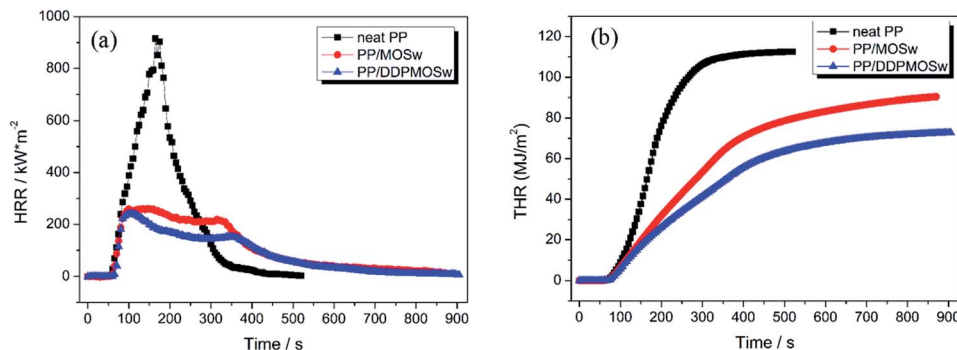 (a)
neat PP
PP/MOSw
PP/DDPMOSw
HRR / kW*m-2
1000
800
600
400
200
0
0 100 200 300 400 500 600 700 800 900
Time / s
(b)
neat PP
PP/MOSw
PP/DDPMOSw
THR (MJ/m²)
120
100
80
60
40
20
0
0 100 200 300 400 500 600 700 800 900
Time / s